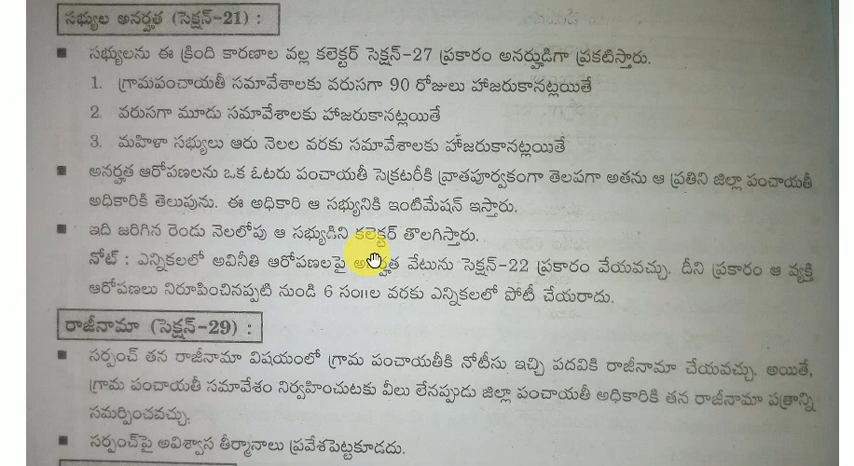 సభ్యుల అనర్హత (సెక్షన్-21) :
■ సభ్యులను ఈ క్రింది కారణాల వల్ల కలెక్టర్ సెక్షన్-27 ప్రకారం అనర్హుడిగా ప్రకటిస్తారు.
1. గ్రామపంచాయతీ సమావేశాలకు వరుసగా 90 రోజులు హాజరుకానట్లయితే
2. వరుసగా మూడు సమావేశాలకు హాజరుకానట్లయితే
3. మహిళా సభ్యులు ఆరు నెలల వరకు సమావేశాలకు హాజరుకానట్లయితే
■ అనర్హత ఆరోపణలను ఒక ఓటరు పంచాయతీ సెక్రటరీకి వ్రాతపూర్వకంగా తెలపగా అతను ఆ ప్రతిని జిల్లా పంచాయతీ
అధికారికి తెలుపును. ఈ అధికారి ఆ సభ్యునికి ఇంటిమేషన్ ఇస్తారు.
■ ఇది జరిగిన రెండు నెలలోపు ఆ సభ్యుడిని కలెక్టర్ తొలగిస్తారు.
నోట్ : ఎన్నికలలో అవినీతి ఆరోపణలపై అనర్హత వేటును సెక్షన్-22 ప్రకారం వేయవచ్చు. దీని ప్రకారం ఆ వ్యక్తి
ఆరోపణలు నిరూపించినప్పటి నుండి 6 సం॥ల వరకు ఎన్నికలలో పోటీ చేయరాదు.
రాజీనామా (సెక్షన్-29) :
■ సర్పంచ్ తన రాజీనామా విషయంలో గ్రామ పంచాయతీకి నోటీసు ఇచ్చి పదవికి రాజీనామా చేయవచ్చు. అయితే,
గ్రామ పంచాయతీ సమావేశం నిర్వహించుటకు వీలు లేనప్పుడు జిల్లా పంచాయతీ అధికారికి తన రాజీనామా పత్రాన్ని
సమర్పించవచ్చు.
■ సర్పంచ్‌పై అవిశ్వాస తీర్మానాలు ప్రవేశపెట్టకూడదు.